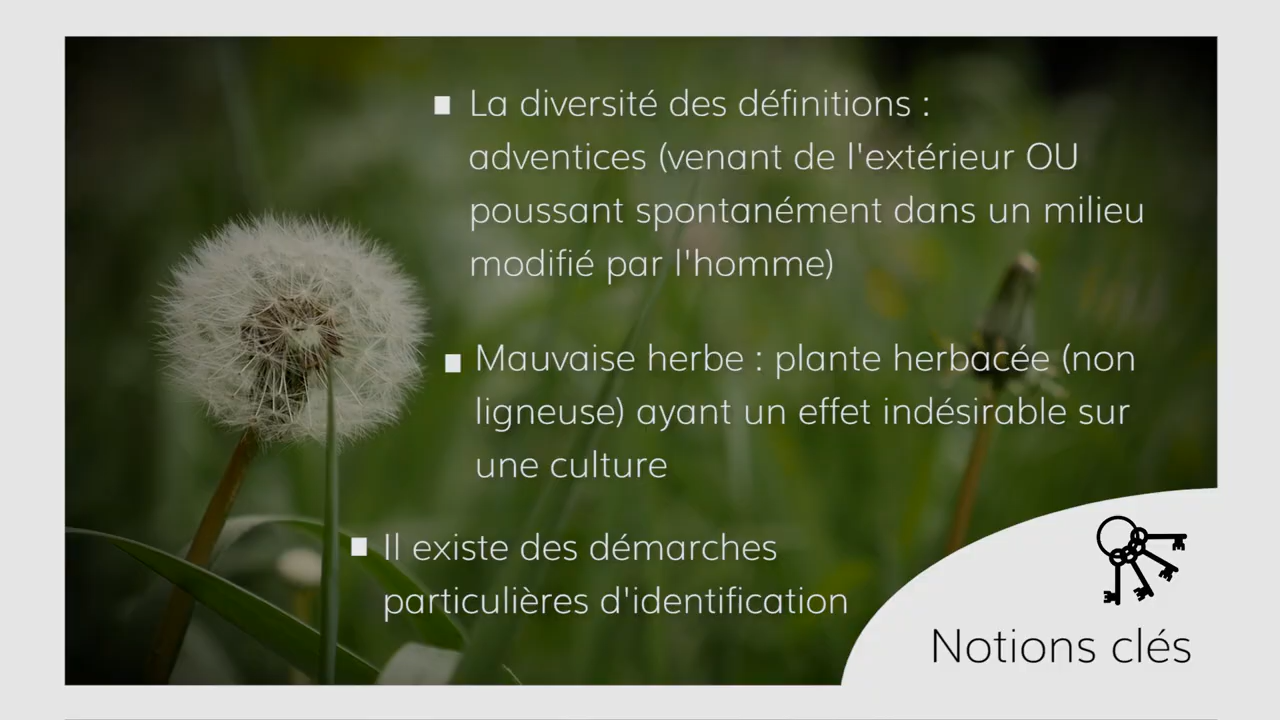 La diversité des définitions :
adventices (venant de l'extérieur OU
poussant spontanément dans un milieu
modifié par l'homme)
Mauvaise herbe : plante herbacée (non
ligneuse) ayant un effet indésirable sur
une culture
Il existe des démarches
particulières d'identification
Notions clés